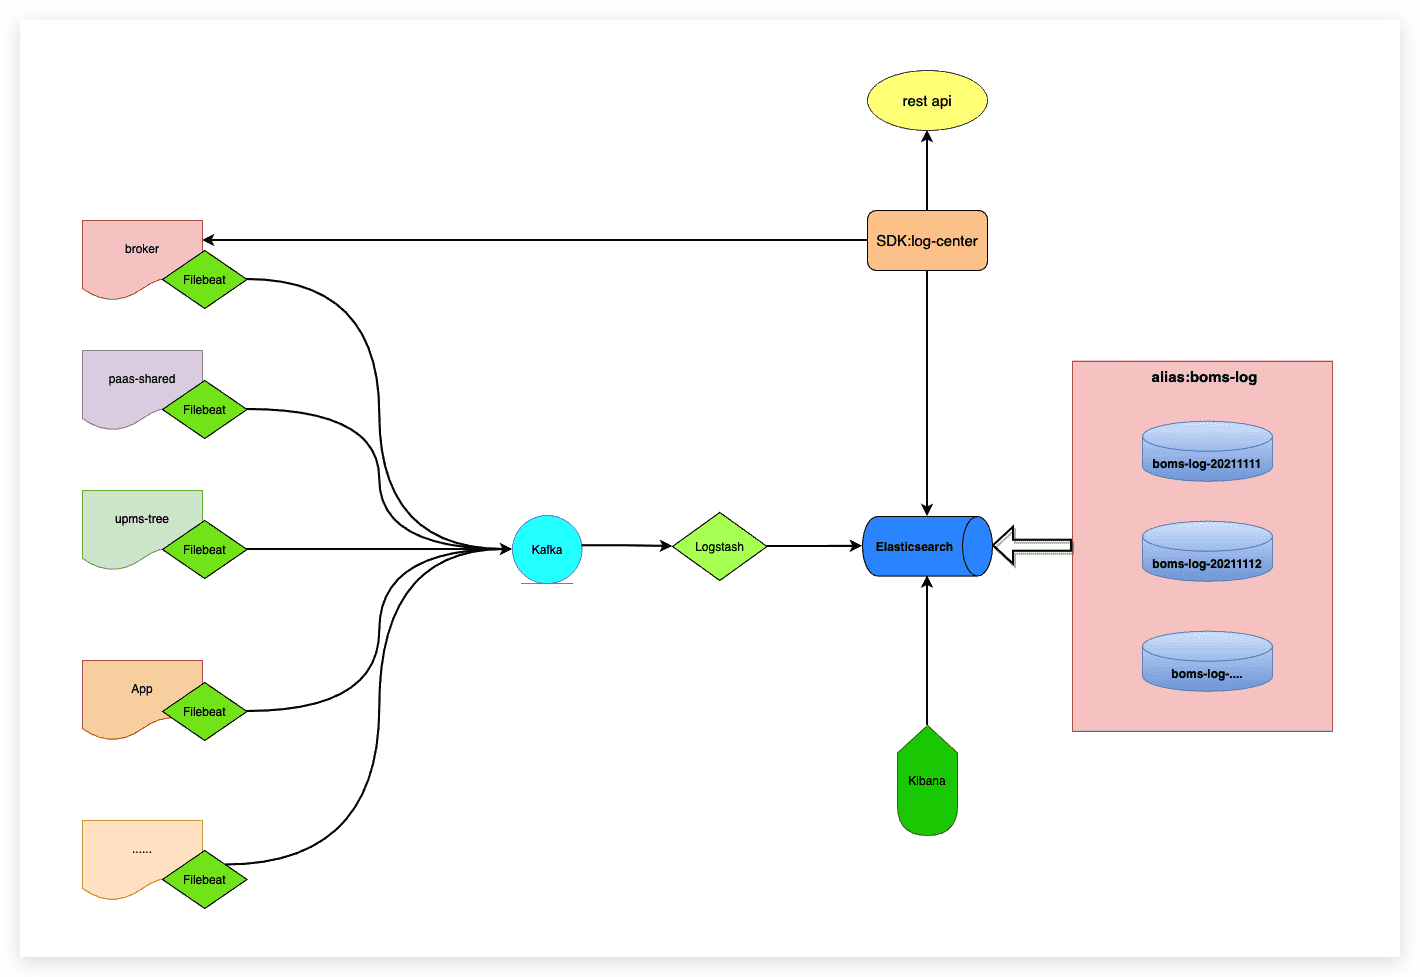 rest api
SDK:log-center
broker
Filebeat
paas-shared
Filebeat
upms-tree
Filebeat
App
Filebeat
......
Filebeat
Kafka
Logstash
Elasticsearch
Kibana
alias:boms-log
boms-log-20211111
boms-log-20211112
boms-log-....